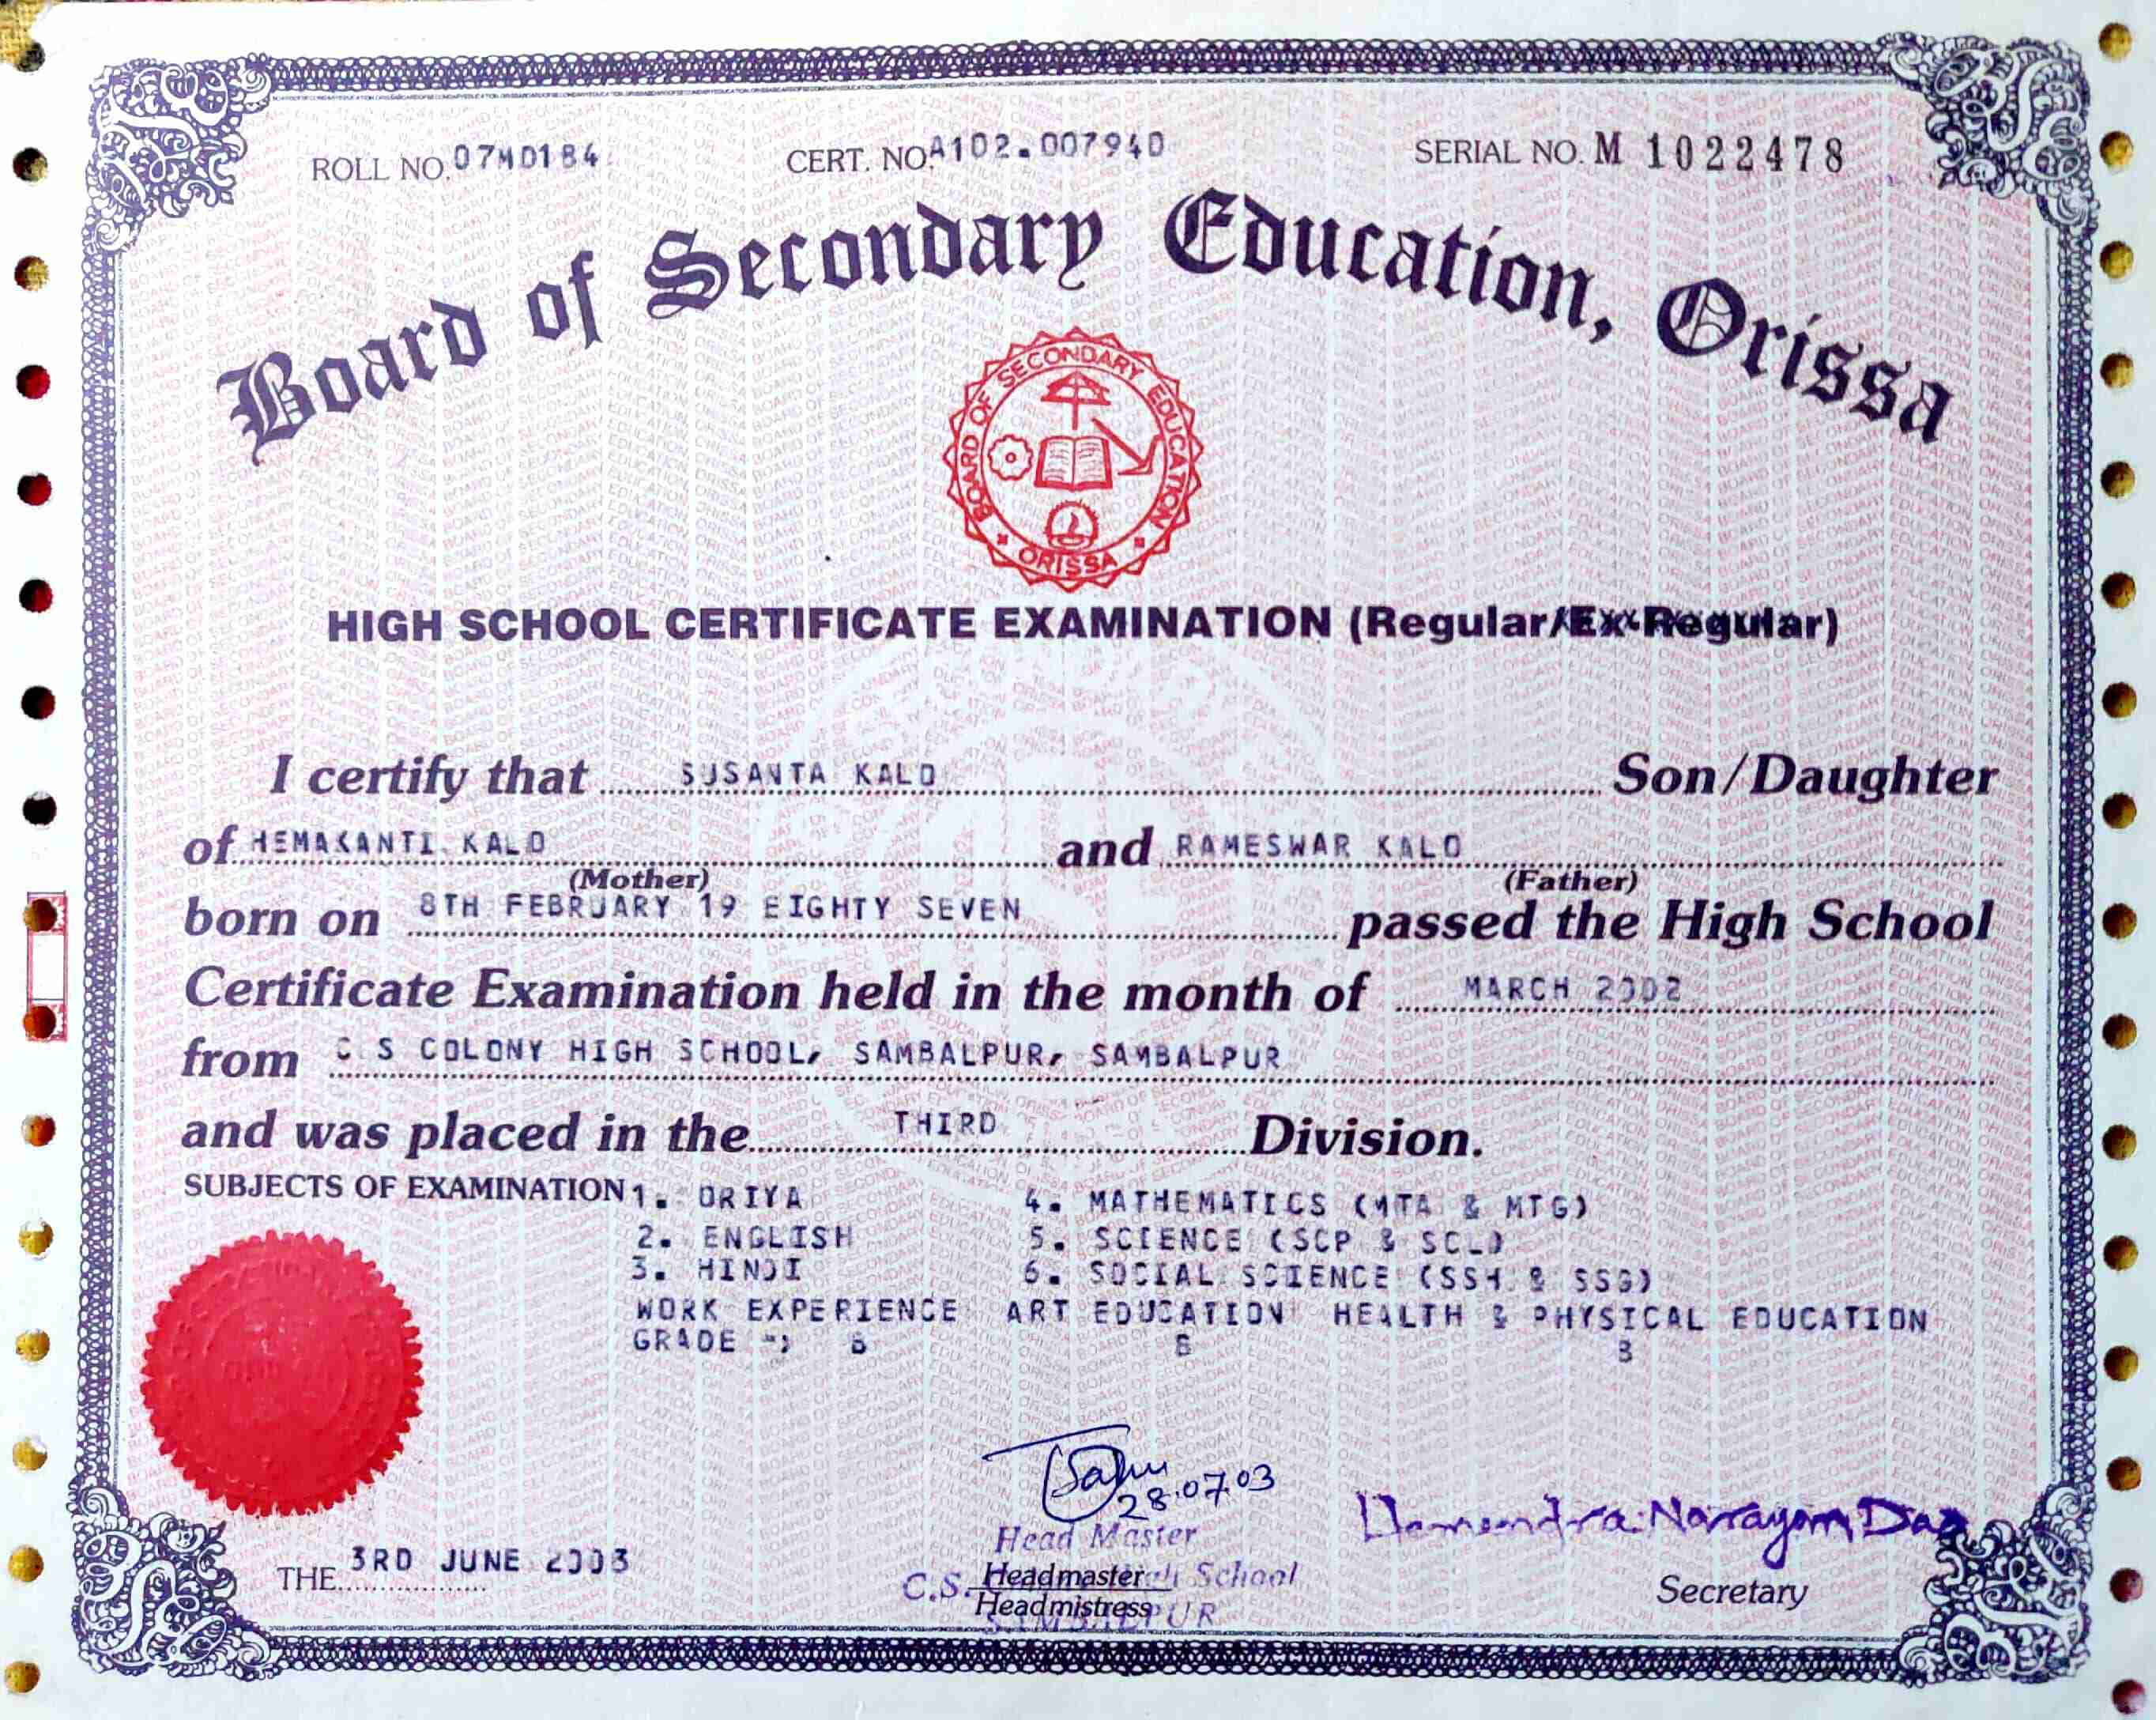 ROLL NO. 07M0184
CERT. NO. A102.007940
SERIAL NO. M 1022478
Board of Secondary Education, Orissa
BOARD OF SECONDARY EDUCATION
ORISSA
HIGH SCHOOL CERTIFICATE EXAMINATION (Regular/Ex-Regular)
I certify that SUSANTA KALO Son/Daughter
of HEMAKANTI KALO and RAMESWAR KALO
(Mother) (Father)
born on 8TH FEBRUARY 19 EIGHTY SEVEN passed the High School
Certificate Examination held in the month of MARCH 2002
from C S COLONY HIGH SCHOOL, SAMBALPUR, SAMBALPUR
and was placed in the THIRD Division.
SUBJECTS OF EXAMINATION 1. ORIYA 4. MATHEMATICS (MTA & MTG)
2. ENGLISH 5. SCIENCE (SCP & SCL)
3. HINDI 6. SOCIAL SCIENCE (SSH & SSG)
WORK EXPERIENCE ART EDUCATION HEALTH & PHYSICAL EDUCATION
GRADE B B B
28.07.03
Head Master
THE 3RD JUNE 2003
C.S. School
Headmaster
Headmistress
SAMBALPUR
Narayan Das
Secretary